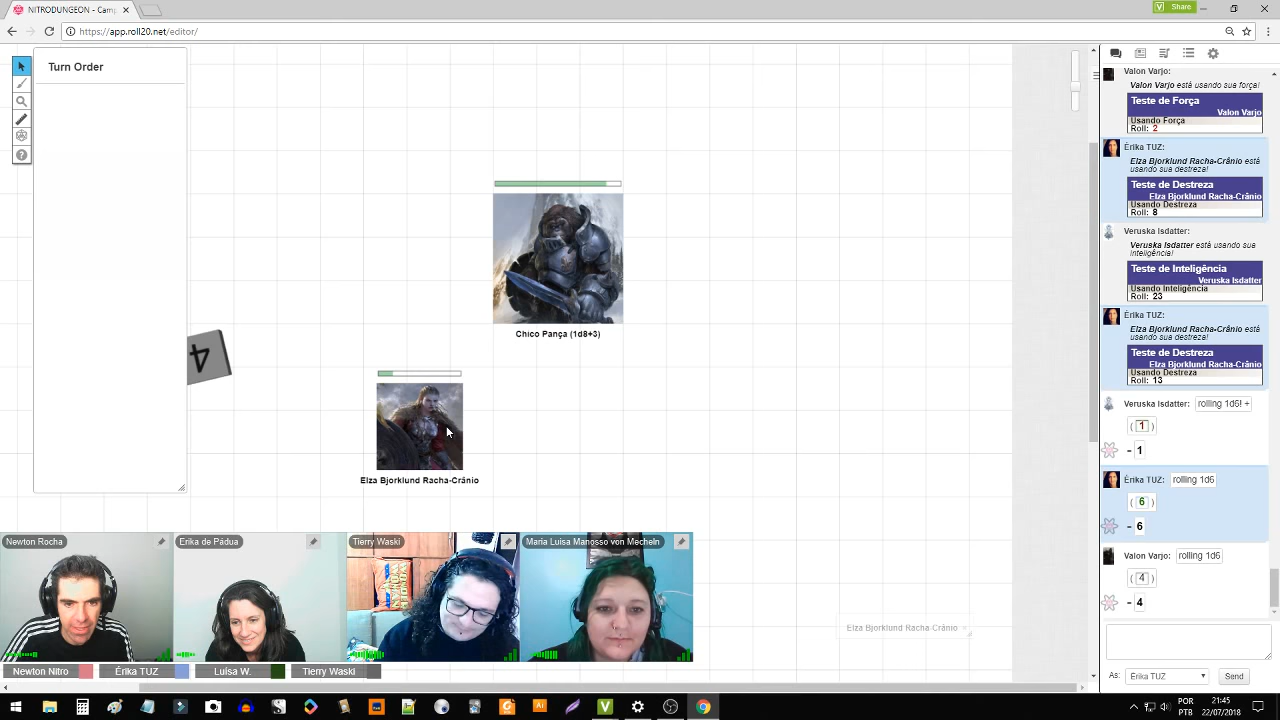 NITRODUNGEON - Camp
Share
https://app.roll20.net/editor/
Turn Order
4
Chico Pança (1d8+3)
Elza Bjorklund Racha-Crânio
Newton Rocha
Erika de Pádua
Tierry Waski
Maria Luisa Manosso von Mecheln
Newton Nitro
Érika TUZ
Luísa W.
Tierry Waski
Elza Bjorklund Racha Crânio
Valon Varjo:
Valon Varjo está usando sua força!
Teste de Força
Valon Varjo
Usando Força
Roll: 2
Érika TUZ:
Elza Bjorklund Racha-Crânio está
usando sua destreza!
Teste de Destreza
Elza Bjorklund Racha-Crânio
Usando Destreza
Roll: 8
Veruska Isdatter:
Veruska Isdatter está usando sua
inteligência!
Teste de Inteligência
Veruska Isdatter
Usando Inteligência
Roll: 23
Érika TUZ:
Elza Bjorklund Racha-Crânio está
usando sua destreza!
Teste de Destreza
Elza Bjorklund Racha-Crânio
Usando Destreza
Roll: 13
Veruska Isdatter: rolling 1d6! +
( 1 )
= 1
Érika TUZ: rolling 1d6
( 6 )
= 6
Valon Varjo: rolling 1d6
( 4 )
= 4
As: Érika TUZ
Send
POR
PTB
21:45
22/07/2018